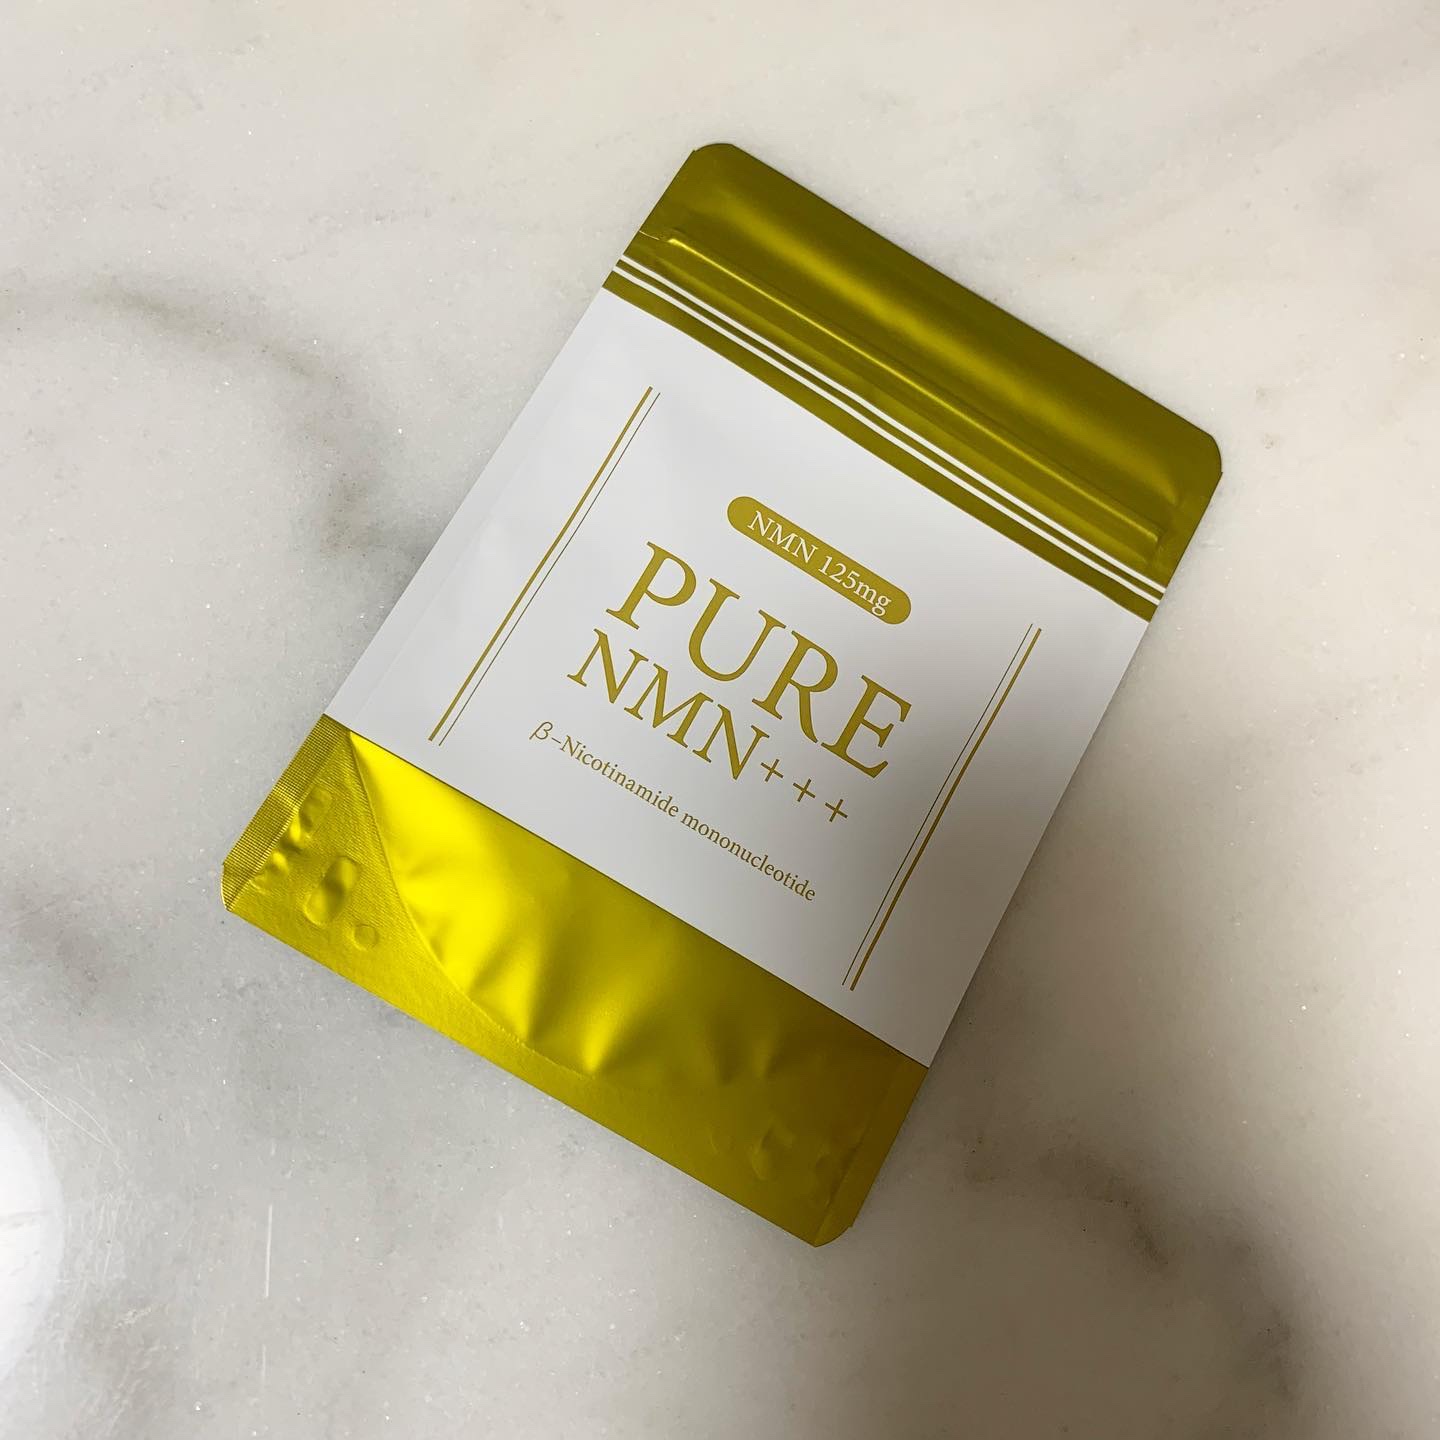 NMN 125mg
PURE
NMN+++
β-Nicotinamide mononucleotide